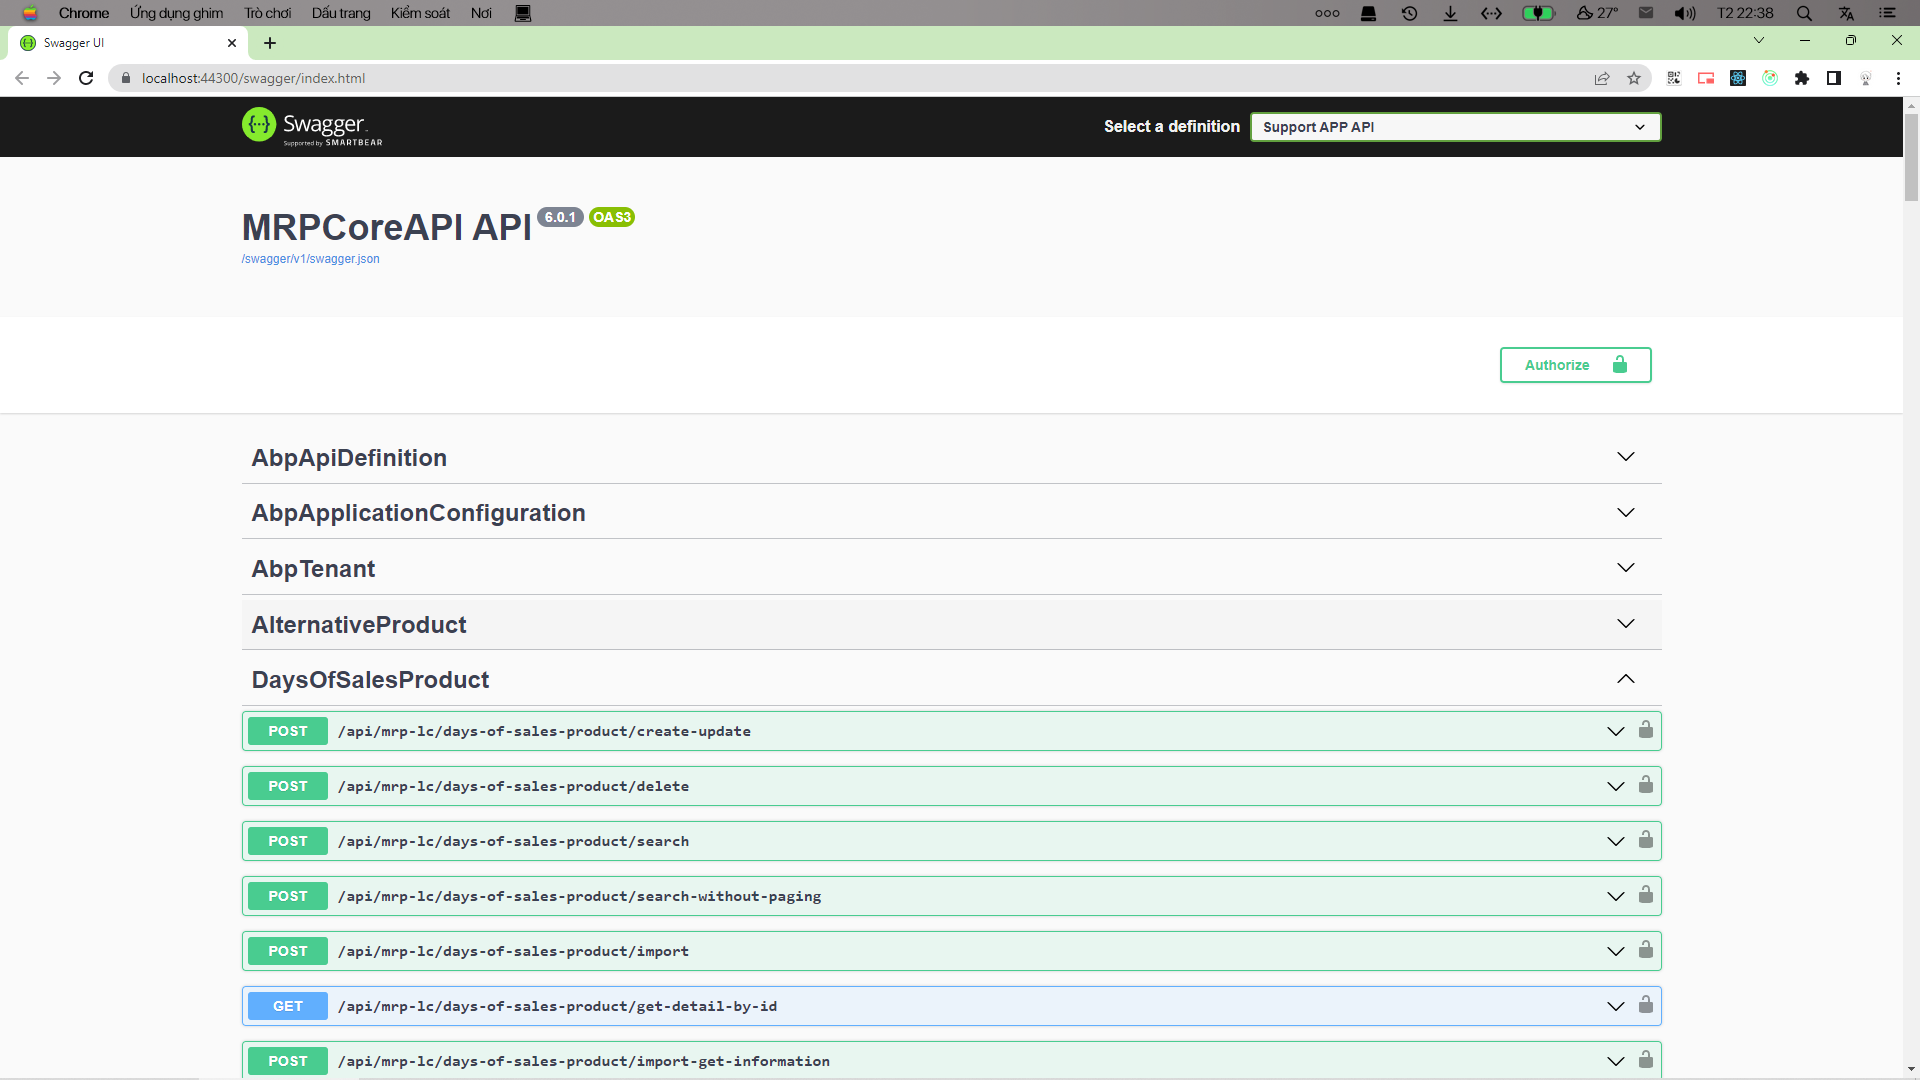 Chrome Ứng dụng ghim Trò chơi Dấu trang Kiểm soát Nơi 27° T2 22:38
Swagger UI
localhost:44300/swagger/index.html
Swagger
Supported by SMARTBEAR
Select a definition Support APP API
MRPCoreAPI API 6.0.1 OAS3
/swagger/v1/swagger.json
Authorize
AbpApiDefinition
AbpApplicationConfiguration
AbpTenant
AlternativeProduct
DaysOfSalesProduct
POST /api/mrp-lc/days-of-sales-product/create-update
POST /api/mrp-lc/days-of-sales-product/delete
POST /api/mrp-lc/days-of-sales-product/search
POST /api/mrp-lc/days-of-sales-product/search-without-paging
POST /api/mrp-lc/days-of-sales-product/import
GET /api/mrp-lc/days-of-sales-product/get-detail-by-id
POST /api/mrp-lc/days-of-sales-product/import-get-information